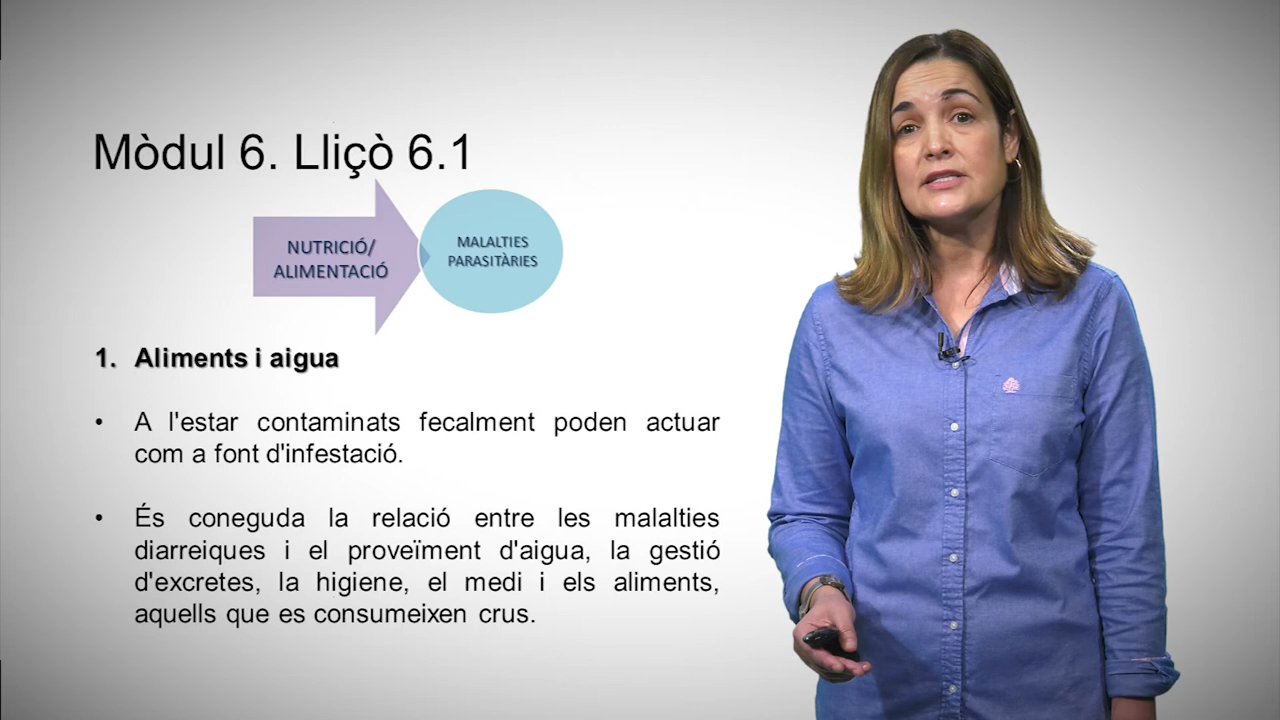 Mòdul 6. Lliçò 6.1
NUTRICIÓ/
ALIMENTACIÓ
MALALTIES
PARASITÀRIES
1. Aliments i aigua
• A l'estar contaminats fecalment poden actuar
com a font d'infestació.
• És coneguda la relació entre les malalties
diarreiques i el proveïment d'aigua, la gestió
d'excretes, la higiene, el medi i els aliments,
aquells que es consumeixen crus.